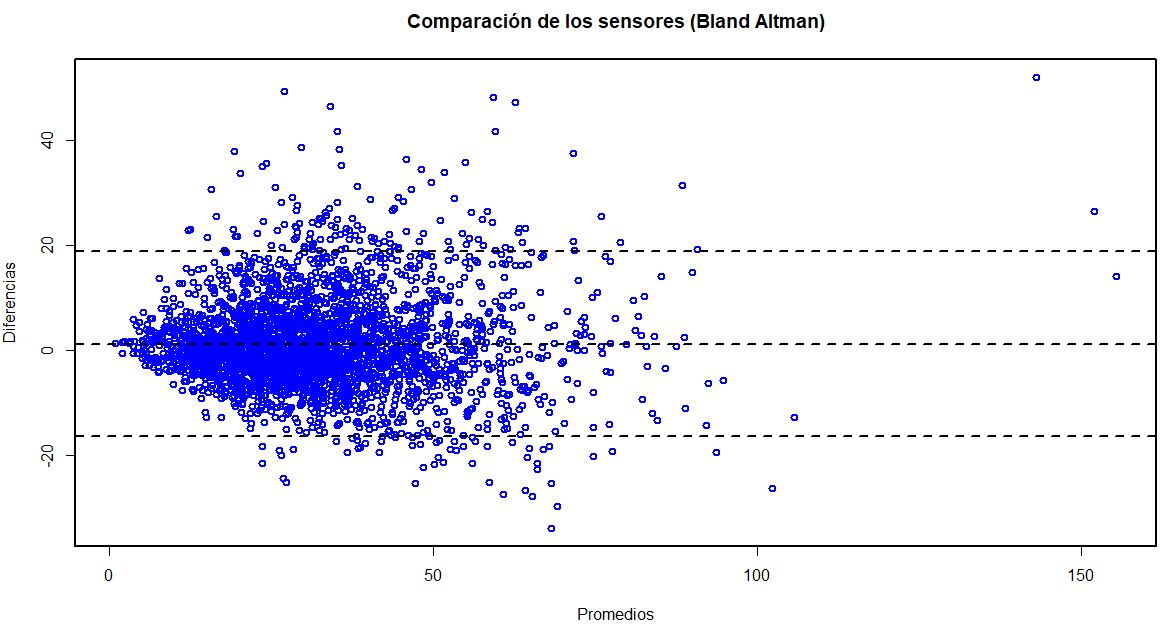 Comparación de los sensores (Bland Altman)
Diferencias
40
20
0
-20
0 50 100 150
Promedios